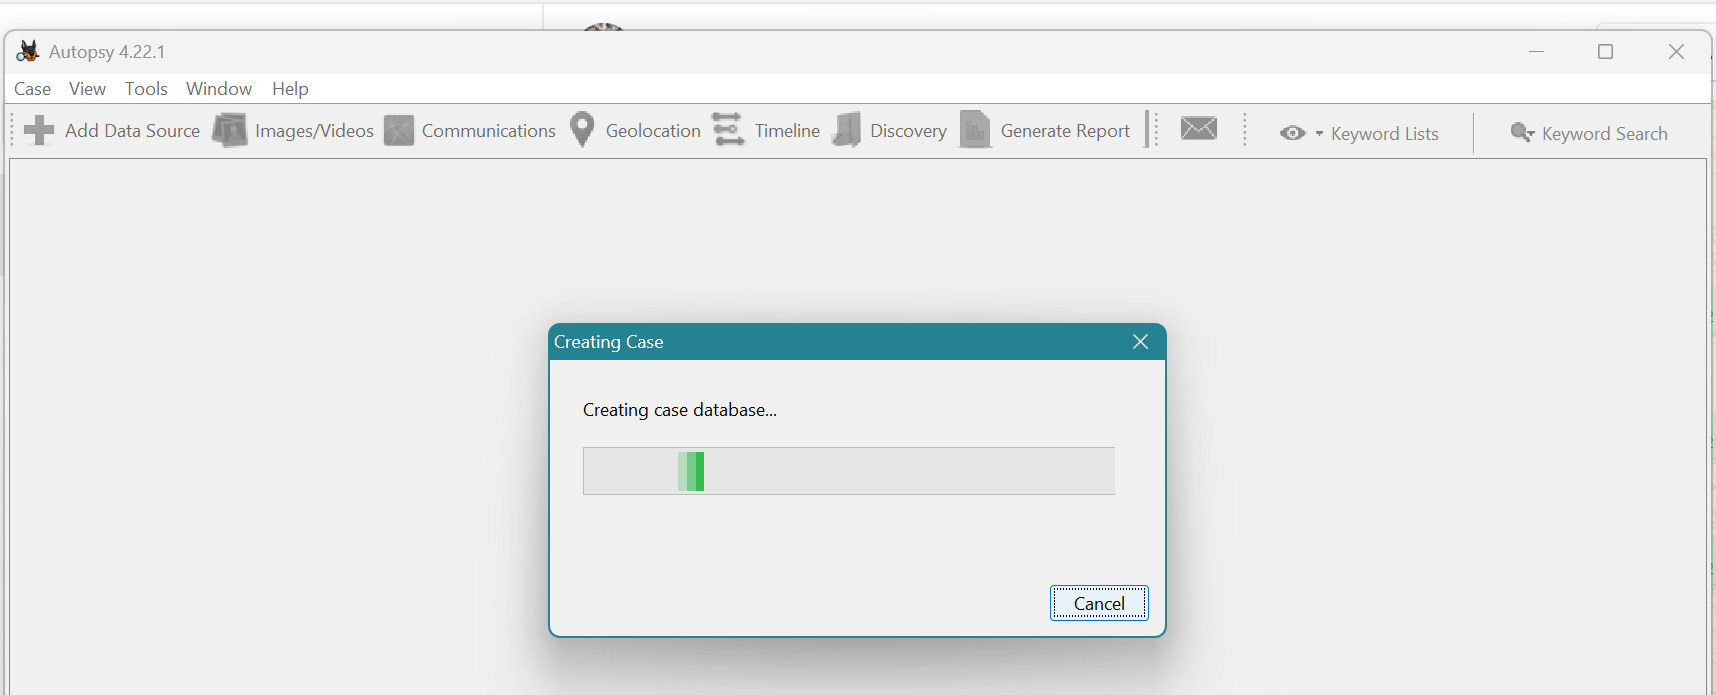 Autopsy 4.22.1
Case View Tools Window Help
Add Data Source Images/Videos Communications Geolocation Timeline Discovery Generate Report Keyword Lists Keyword Search
Creating Case
Creating case database...
Cancel